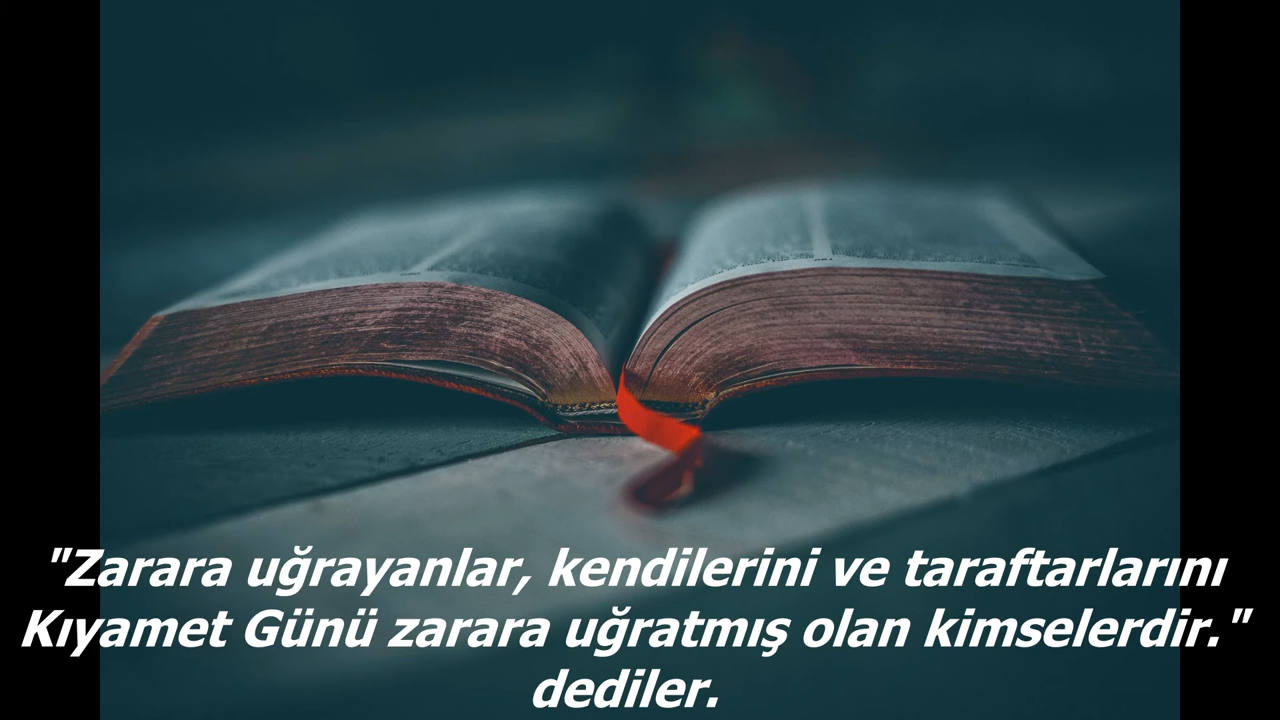 "Zarara uğrayanlar, kendilerini ve taraftarlarını
Kıyamet Günü zarara uğratmış olan kimselerdir."
dediler.